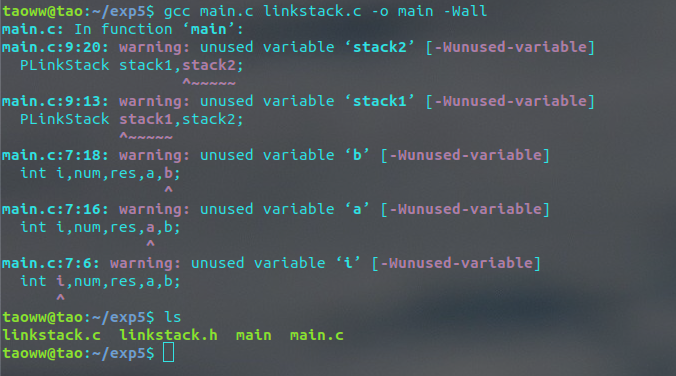 taoww@tao:~/exp5$ gcc main.c linkstack.c -o main -Wall
main.c: In function ‘main’:
main.c:9:20: warning: unused variable ‘stack2’ [-Wunused-variable]
  PLinkStack stack1,stack2;
                    ^~~~~~
main.c:9:13: warning: unused variable ‘stack1’ [-Wunused-variable]
  PLinkStack stack1,stack2;
             ^~~~~~
main.c:7:18: warning: unused variable ‘b’ [-Wunused-variable]
  int i,num,res,a,b;
                  ^
main.c:7:16: warning: unused variable ‘a’ [-Wunused-variable]
  int i,num,res,a,b;
                ^
main.c:7:6: warning: unused variable ‘i’ [-Wunused-variable]
  int i,num,res,a,b;
      ^
taoww@tao:~/exp5$ ls
linkstack.c  linkstack.h  main  main.c
taoww@tao:~/exp5$